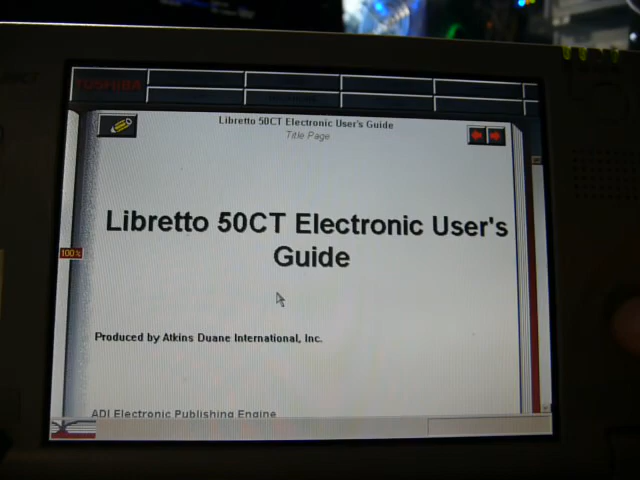 TOSHIBA
Libretto 50CT Electronic User's Guide
Title Page
Libretto 50CT Electronic User's
Guide
100%
Produced by Atkins Duane International, Inc.
ADI Electronic Publishing Engine